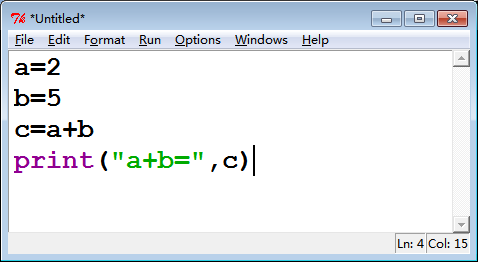 *Untitled*
File Edit Format Run Options Windows Help
a=2
b=5
c=a+b
print("a+b=",c)
Ln: 4 Col: 15